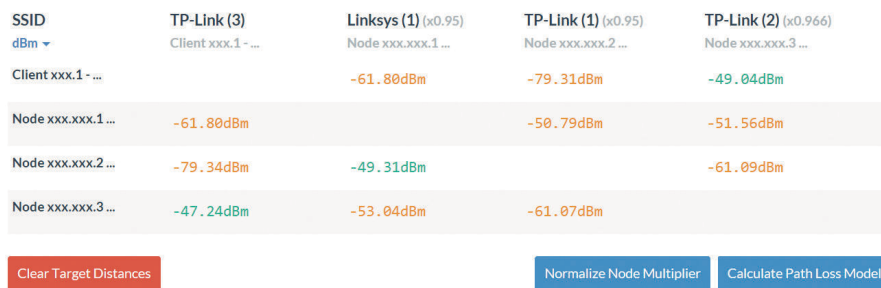 SSID TP-Link (3) Linksys (1) (x0.95) TP-Link (1) (x0.95) TP-Link (2) (x0.966)
dBm Client xxx.1 - ... Node xxx.xxx.1 ... Node xxx.xxx.2 ... Node xxx.xxx.3 ...
Client xxx.1 - ... -61.80dBm -79.31dBm -49.04dBm
Node xxx.xxx.1 ... -61.80dBm -50.79dBm -51.56dBm
Node xxx.xxx.2 ... -79.34dBm -49.31dBm -61.09dBm
Node xxx.xxx.3 ... -47.24dBm -53.04dBm -61.07dBm
Clear Target Distances Normalize Node Multiplier Calculate Path Loss Model